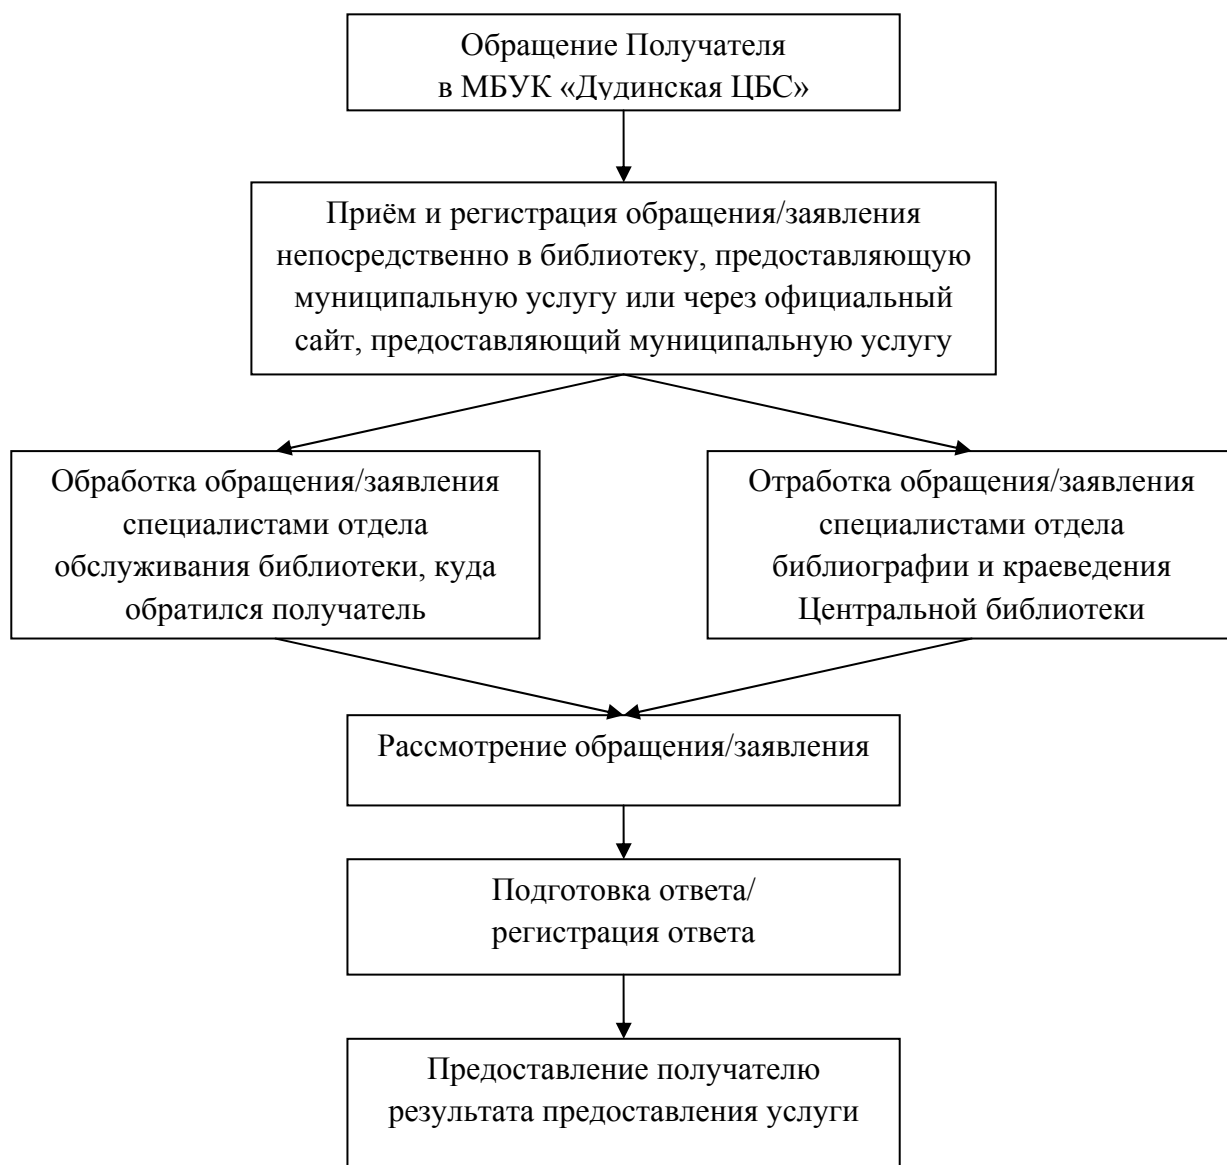 Обращение Получателя
в МБУК «Дудинская ЦБС»
Приём и регистрация обращения/заявления
непосредственно в библиотеку, предоставляющую
муниципальную услугу или через официальный
сайт, предоставляющий муниципальную услугу
Обработка обращения/заявления
специалистами отдела
обслуживания библиотеки, куда
обратился получатель
Отработка обращения/заявления
специалистами отдела
библиографии и краеведения
Центральной библиотеки
Рассмотрение обращения/заявления
Подготовка ответа/
регистрация ответа
Предоставление получателю
результата предоставления услуги